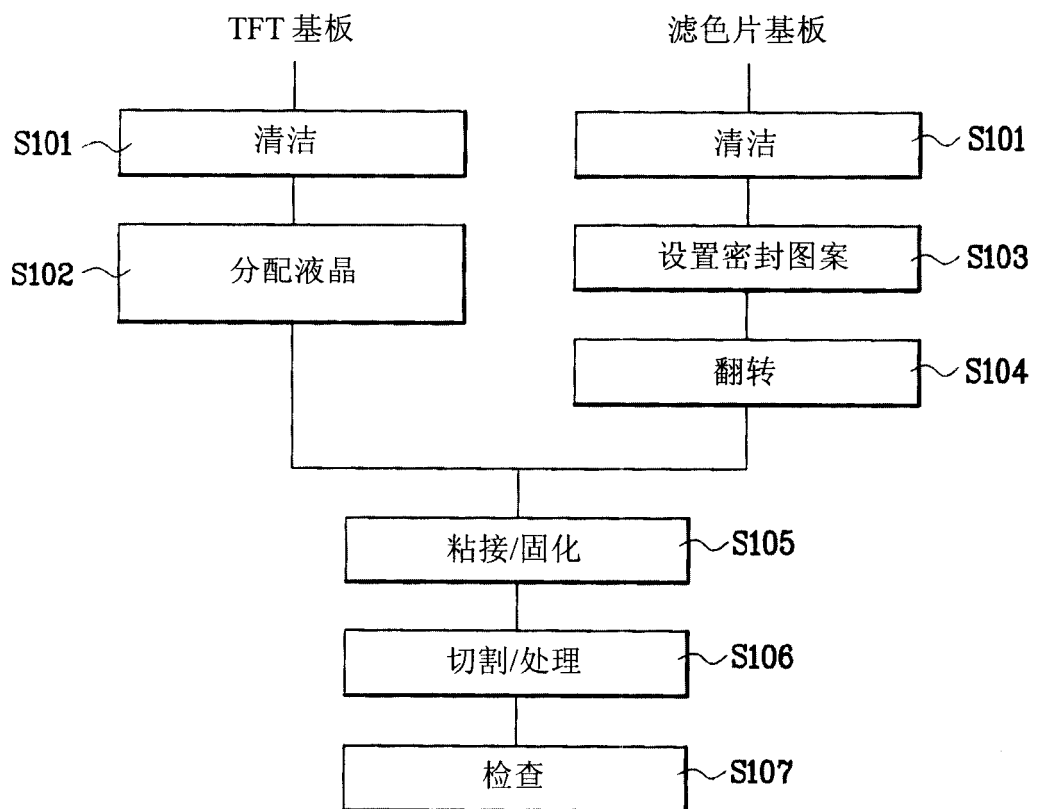 TFT 基板
滤色片基板
S101
清洁
清洁
S101
S102
分配液晶
设置密封图案
S103
翻转
S104
粘接/固化
S105
切割/处理
S106
检查
S107